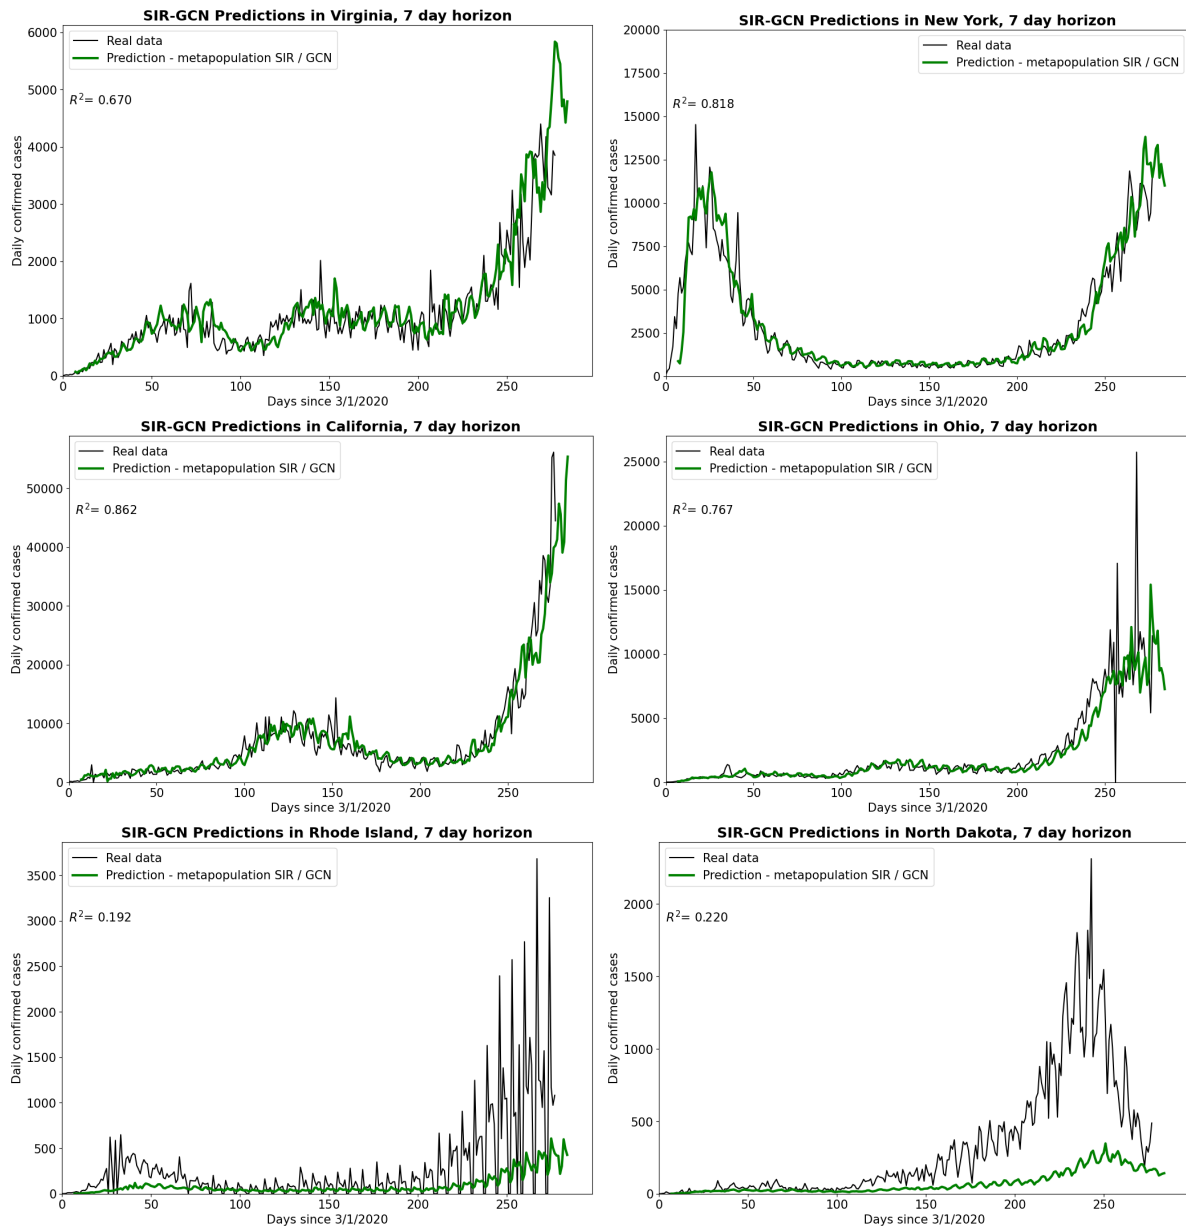 SIR-GCN Predictions in Virginia, 7 day horizon
Real data
Prediction - metapopulation SIR / GCN
R²= 0.670
Daily confirmed cases
6000
5000
4000
3000
2000
1000
0
0 50 100 150 200 250
Days since 3/1/2020
SIR-GCN Predictions in New York, 7 day horizon
Real data
Prediction - metapopulation SIR / GCN
R²= 0.818
Daily confirmed cases
20000
17500
15000
12500
10000
7500
5000
2500
0
0 50 100 150 200 250
Days since 3/1/2020
SIR-GCN Predictions in California, 7 day horizon
Real data
Prediction - metapopulation SIR / GCN
R²= 0.862
Daily confirmed cases
50000
40000
30000
20000
10000
0
0 50 100 150 200 250
Days since 3/1/2020
SIR-GCN Predictions in Ohio, 7 day horizon
Real data
Prediction - metapopulation SIR / GCN
R²= 0.767
Daily confirmed cases
25000
20000
15000
10000
5000
0
0 50 100 150 200 250
Days since 3/1/2020
SIR-GCN Predictions in Rhode Island, 7 day horizon
Real data
Prediction - metapopulation SIR / GCN
R²= 0.192
Daily confirmed cases
3500
3000
2500
2000
1500
1000
500
0
0 50 100 150 200 250
Days since 3/1/2020
SIR-GCN Predictions in North Dakota, 7 day horizon
Real data
Prediction - metapopulation SIR / GCN
R²= 0.220
Daily confirmed cases
2000
1500
1000
500
0
0 50 100 150 200 250
Days since 3/1/2020